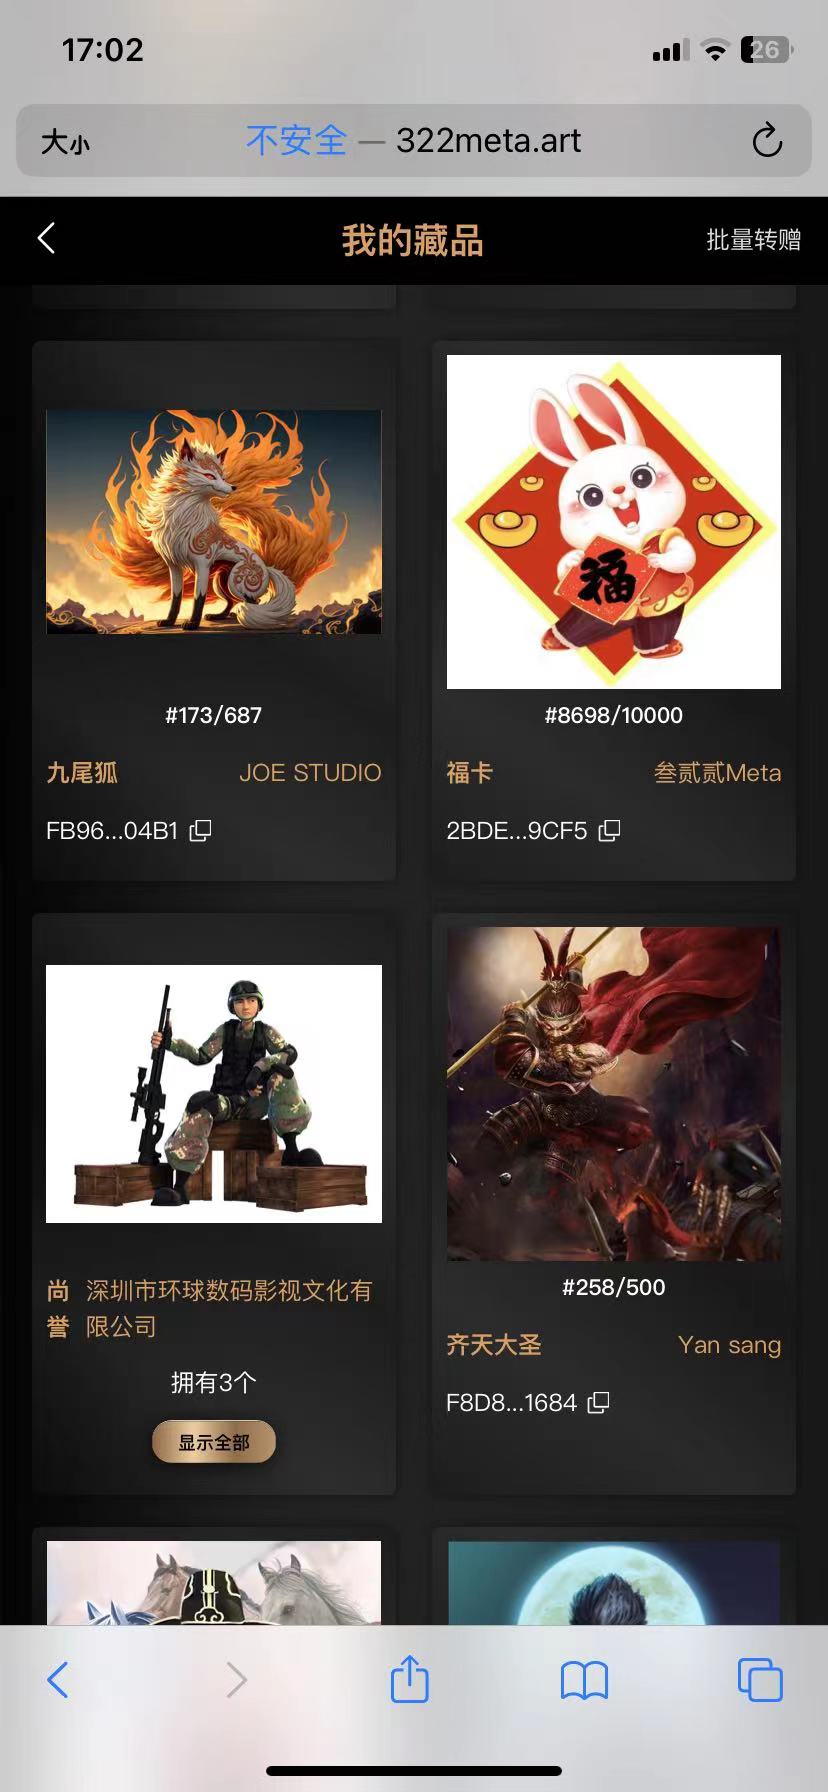 17:02
26
大小
不安全 — 322meta.art
我的藏品
批量转赠
#173/687
九尾狐 JOE STUDIO
FB96...04B1
福
#8698/10000
福卡 叁贰贰Meta
2BDE...9CF5
尚誉
深圳市环球数码影视文化有
限公司
拥有3个
显示全部
#258/500
齐天大圣 Yan sang
F8D8...1684